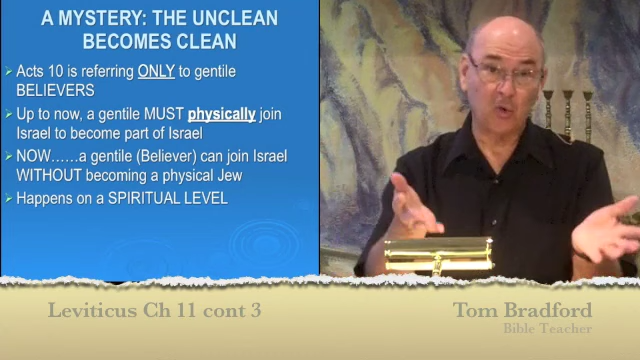 A MYSTERY: THE UNCLEAN
BECOMES CLEAN
Acts 10 is referring ONLY to gentile
BELIEVERS
Up to now, a gentile MUST physically join
Israel to become part of Israel
NOW......a gentile (Believer) can join Israel
WITHOUT becoming a physical Jew
Happens on a SPIRITUAL LEVEL
Leviticus Ch 11 cont 3
Tom Bradford
Bible Teacher